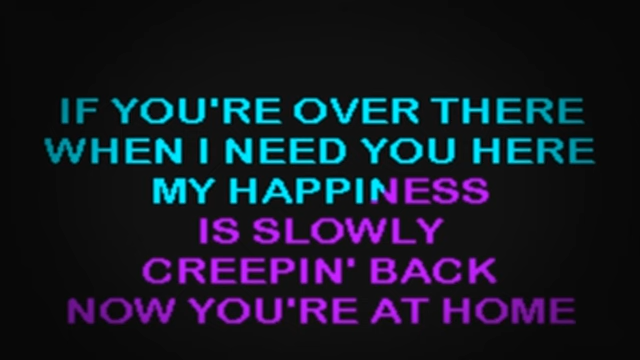 IF YOU'RE OVER THERE
WHEN I NEED YOU HERE
MY HAPPINESS
IS SLOWLY
CREEPIN' BACK
NOW YOU'RE AT HOME